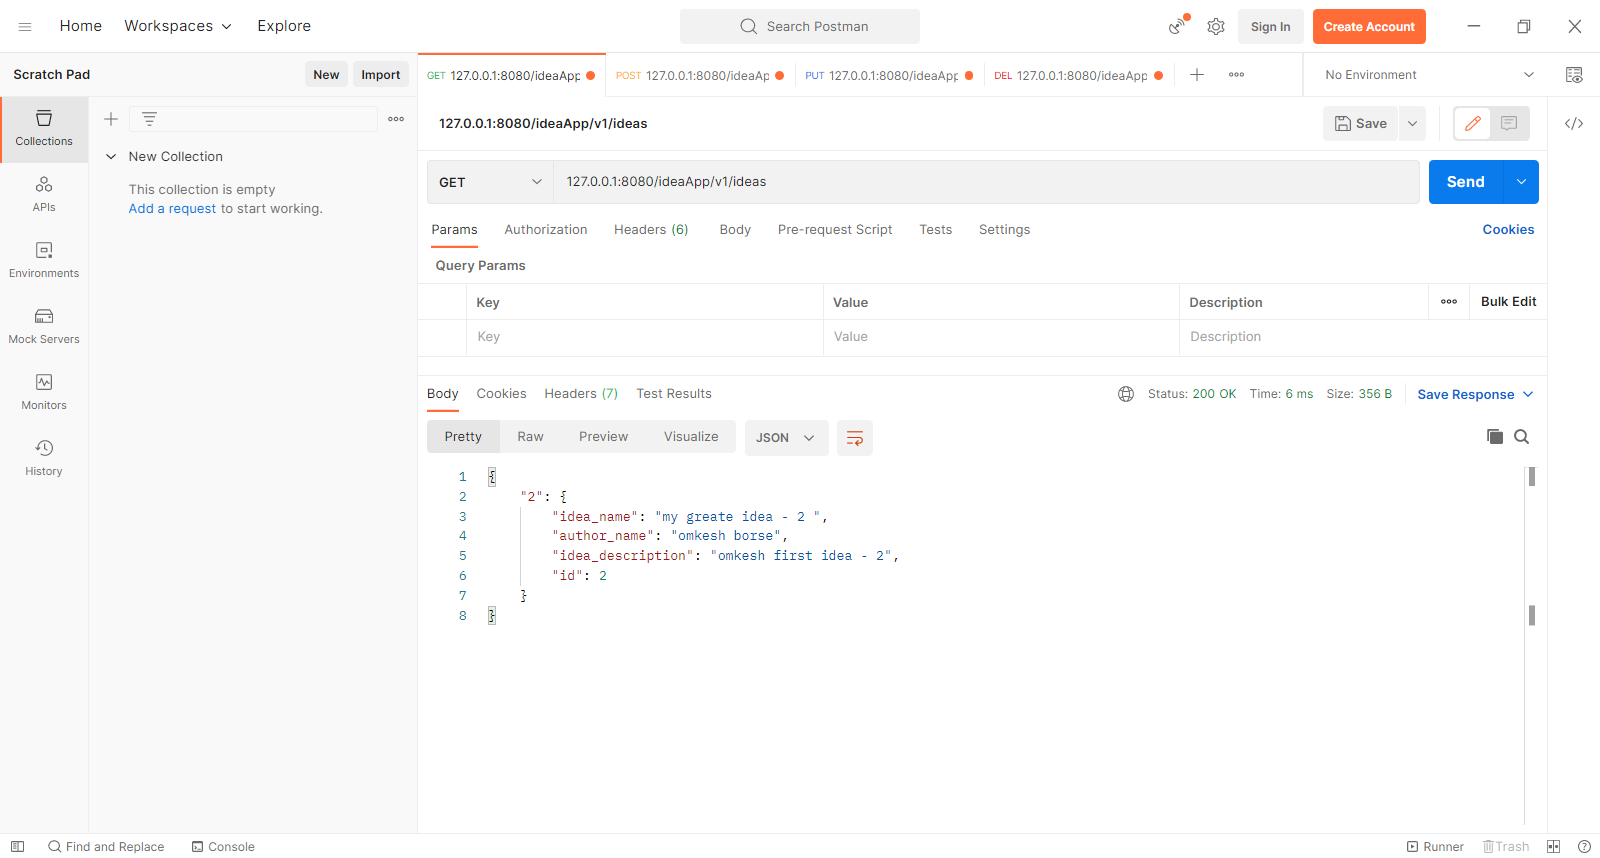 Home Workspaces Explore Search Postman Sign In Create Account
Scratch Pad New Import GET 127.0.0.1:8080/ideaApp POST 127.0.0.1:8080/ideaAp PUT 127.0.0.1:8080/ideaApp DEL 127.0.0.1:8080/ideaApp No Environment
Collections
APIs
Environments
Mock Servers
Monitors
History
New Collection
This collection is empty
Add a request to start working.
127.0.0.1:8080/ideaApp/v1/ideas Save
GET 127.0.0.1:8080/ideaApp/v1/ideas Send
Params Authorization Headers (6) Body Pre-request Script Tests Settings Cookies
Query Params
Key Value Description Bulk Edit
Key Value Description
Body Cookies Headers (7) Test Results Status: 200 OK Time: 6 ms Size: 356 B Save Response
Pretty Raw Preview Visualize JSON
1 {
2 "2": {
3 "idea_name": "my greate idea - 2 ",
4 "author_name": "omkesh borse",
5 "idea_description": "omkesh first idea - 2",
6 "id": 2
7 }
8 }
Find and Replace Console Runner Trash